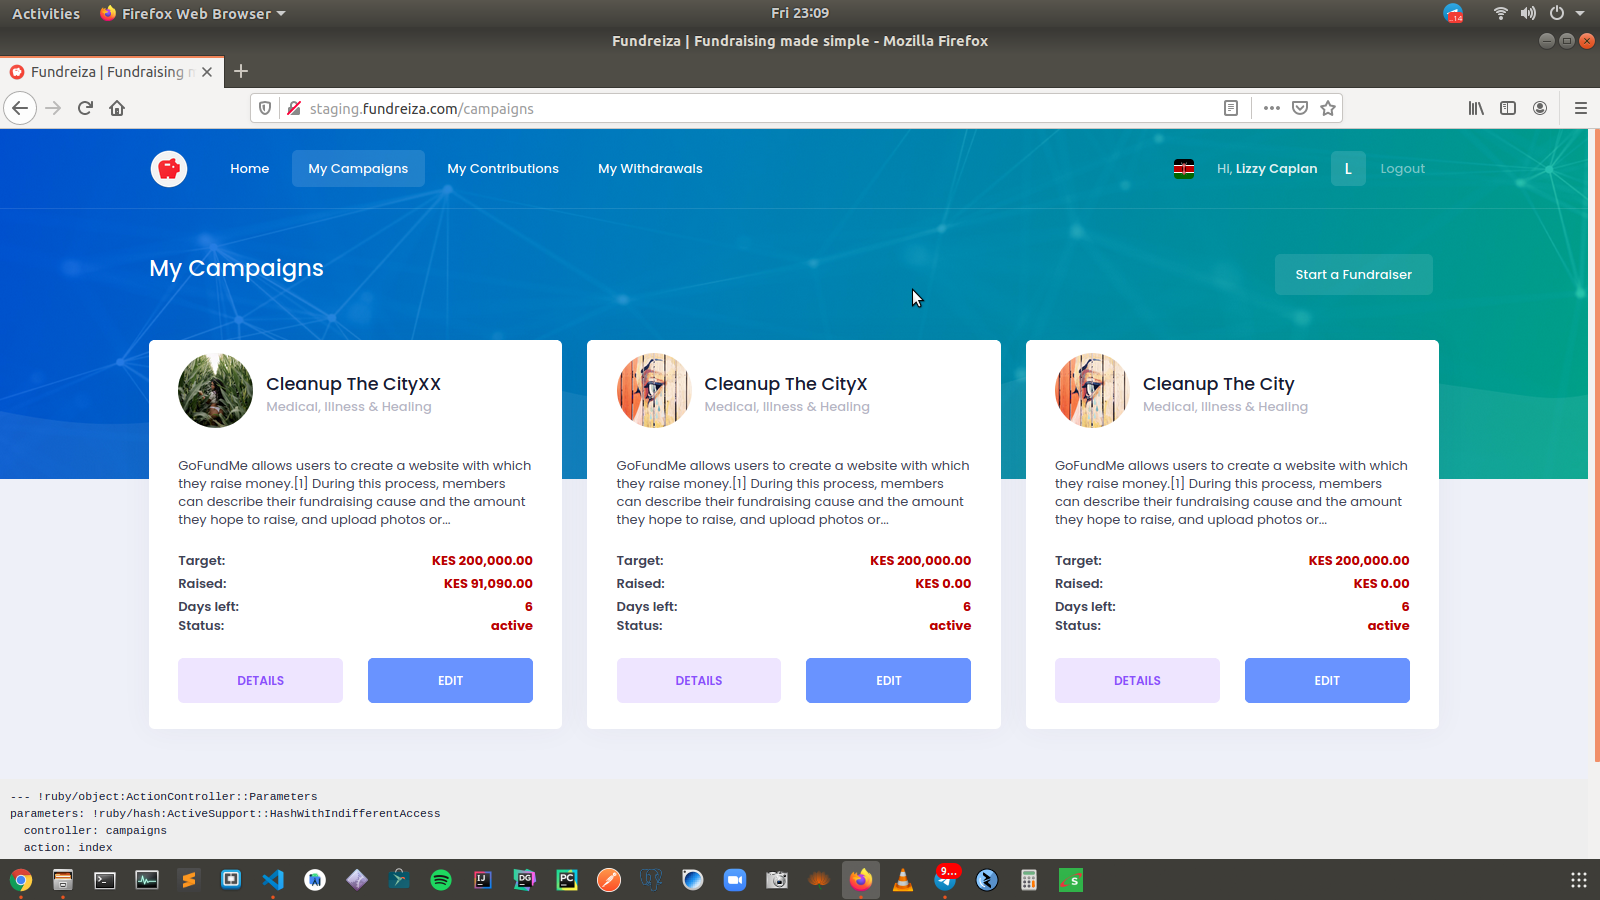 Activities
Firefox Web Browser
Fri 23:09
14
Fundreiza | Fundraising made simple - Mozilla Firefox
Fundreiza | Fundraising
staging.fundreiza.com/campaigns
Home
My Campaigns
My Contributions
My Withdrawals
Hi, Lizzy Caplan
L
Logout
My Campaigns
Start a Fundraiser
Cleanup The CityXX
Medical, Illness & Healing
GoFundMe allows users to create a website with which
they raise money.[1] During this process, members
can describe their fundraising cause and the amount
they hope to raise, and upload photos or...
Target: KES 200,000.00
Raised: KES 91,090.00
Days left: 6
Status: active
DETAILS
EDIT
Cleanup The CityX
Medical, Illness & Healing
GoFundMe allows users to create a website with which
they raise money.[1] During this process, members
can describe their fundraising cause and the amount
they hope to raise, and upload photos or...
Target: KES 200,000.00
Raised: KES 0.00
Days left: 6
Status: active
DETAILS
EDIT
Cleanup The City
Medical, Illness & Healing
GoFundMe allows users to create a website with which
they raise money.[1] During this process, members
can describe their fundraising cause and the amount
they hope to raise, and upload photos or...
Target: KES 200,000.00
Raised: KES 0.00
Days left: 6
Status: active
DETAILS
EDIT
--- !ruby/object:ActionController::Parameters
parameters: !ruby/hash:ActiveSupport::HashWithIndifferentAccess
controller: campaigns
action: index
IJ
DG
PC
9...
S